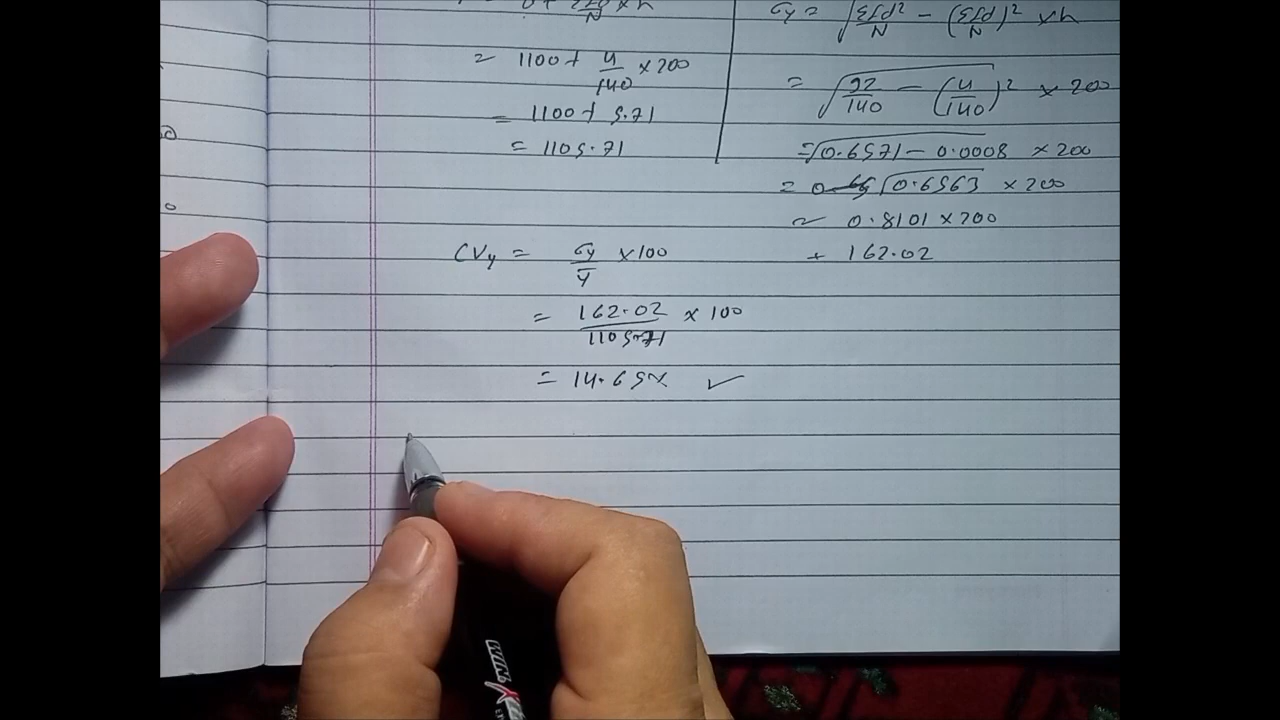 = 1100 + 4/140 × 200
= 1100 + 5.71
= 1105.71
σy = √Σfd²/N - (Σfd/N)² × h
= √92/140 - (4/140)² × 200
= √0.6571 - 0.0008 × 200
= √0.6563 × 200
= 0.8101 × 200
= 162.02
CVy = σy/ȳ × 100
= 162.02/1105.71 × 100
= 14.65% ✓
WIN